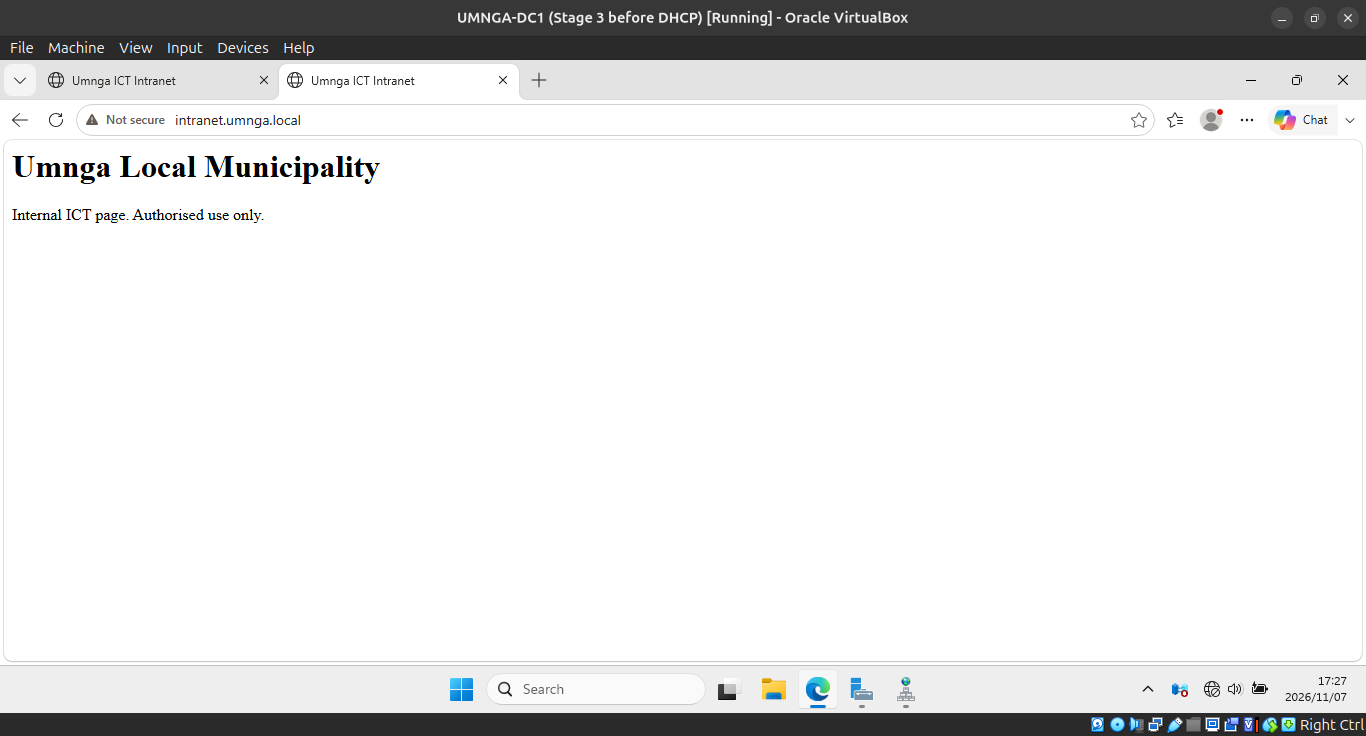 UMNGA-DC1 (Stage 3 before DHCP) [Running] - Oracle VirtualBox
File Machine View Input Devices Help
Umnga ICT Intranet
Umnga ICT Intranet
Not secure intranet.umnga.local
Chat
Umnga Local Municipality
Internal ICT page. Authorised use only.
Search
17:27
2026/11/07
Right Ctrl